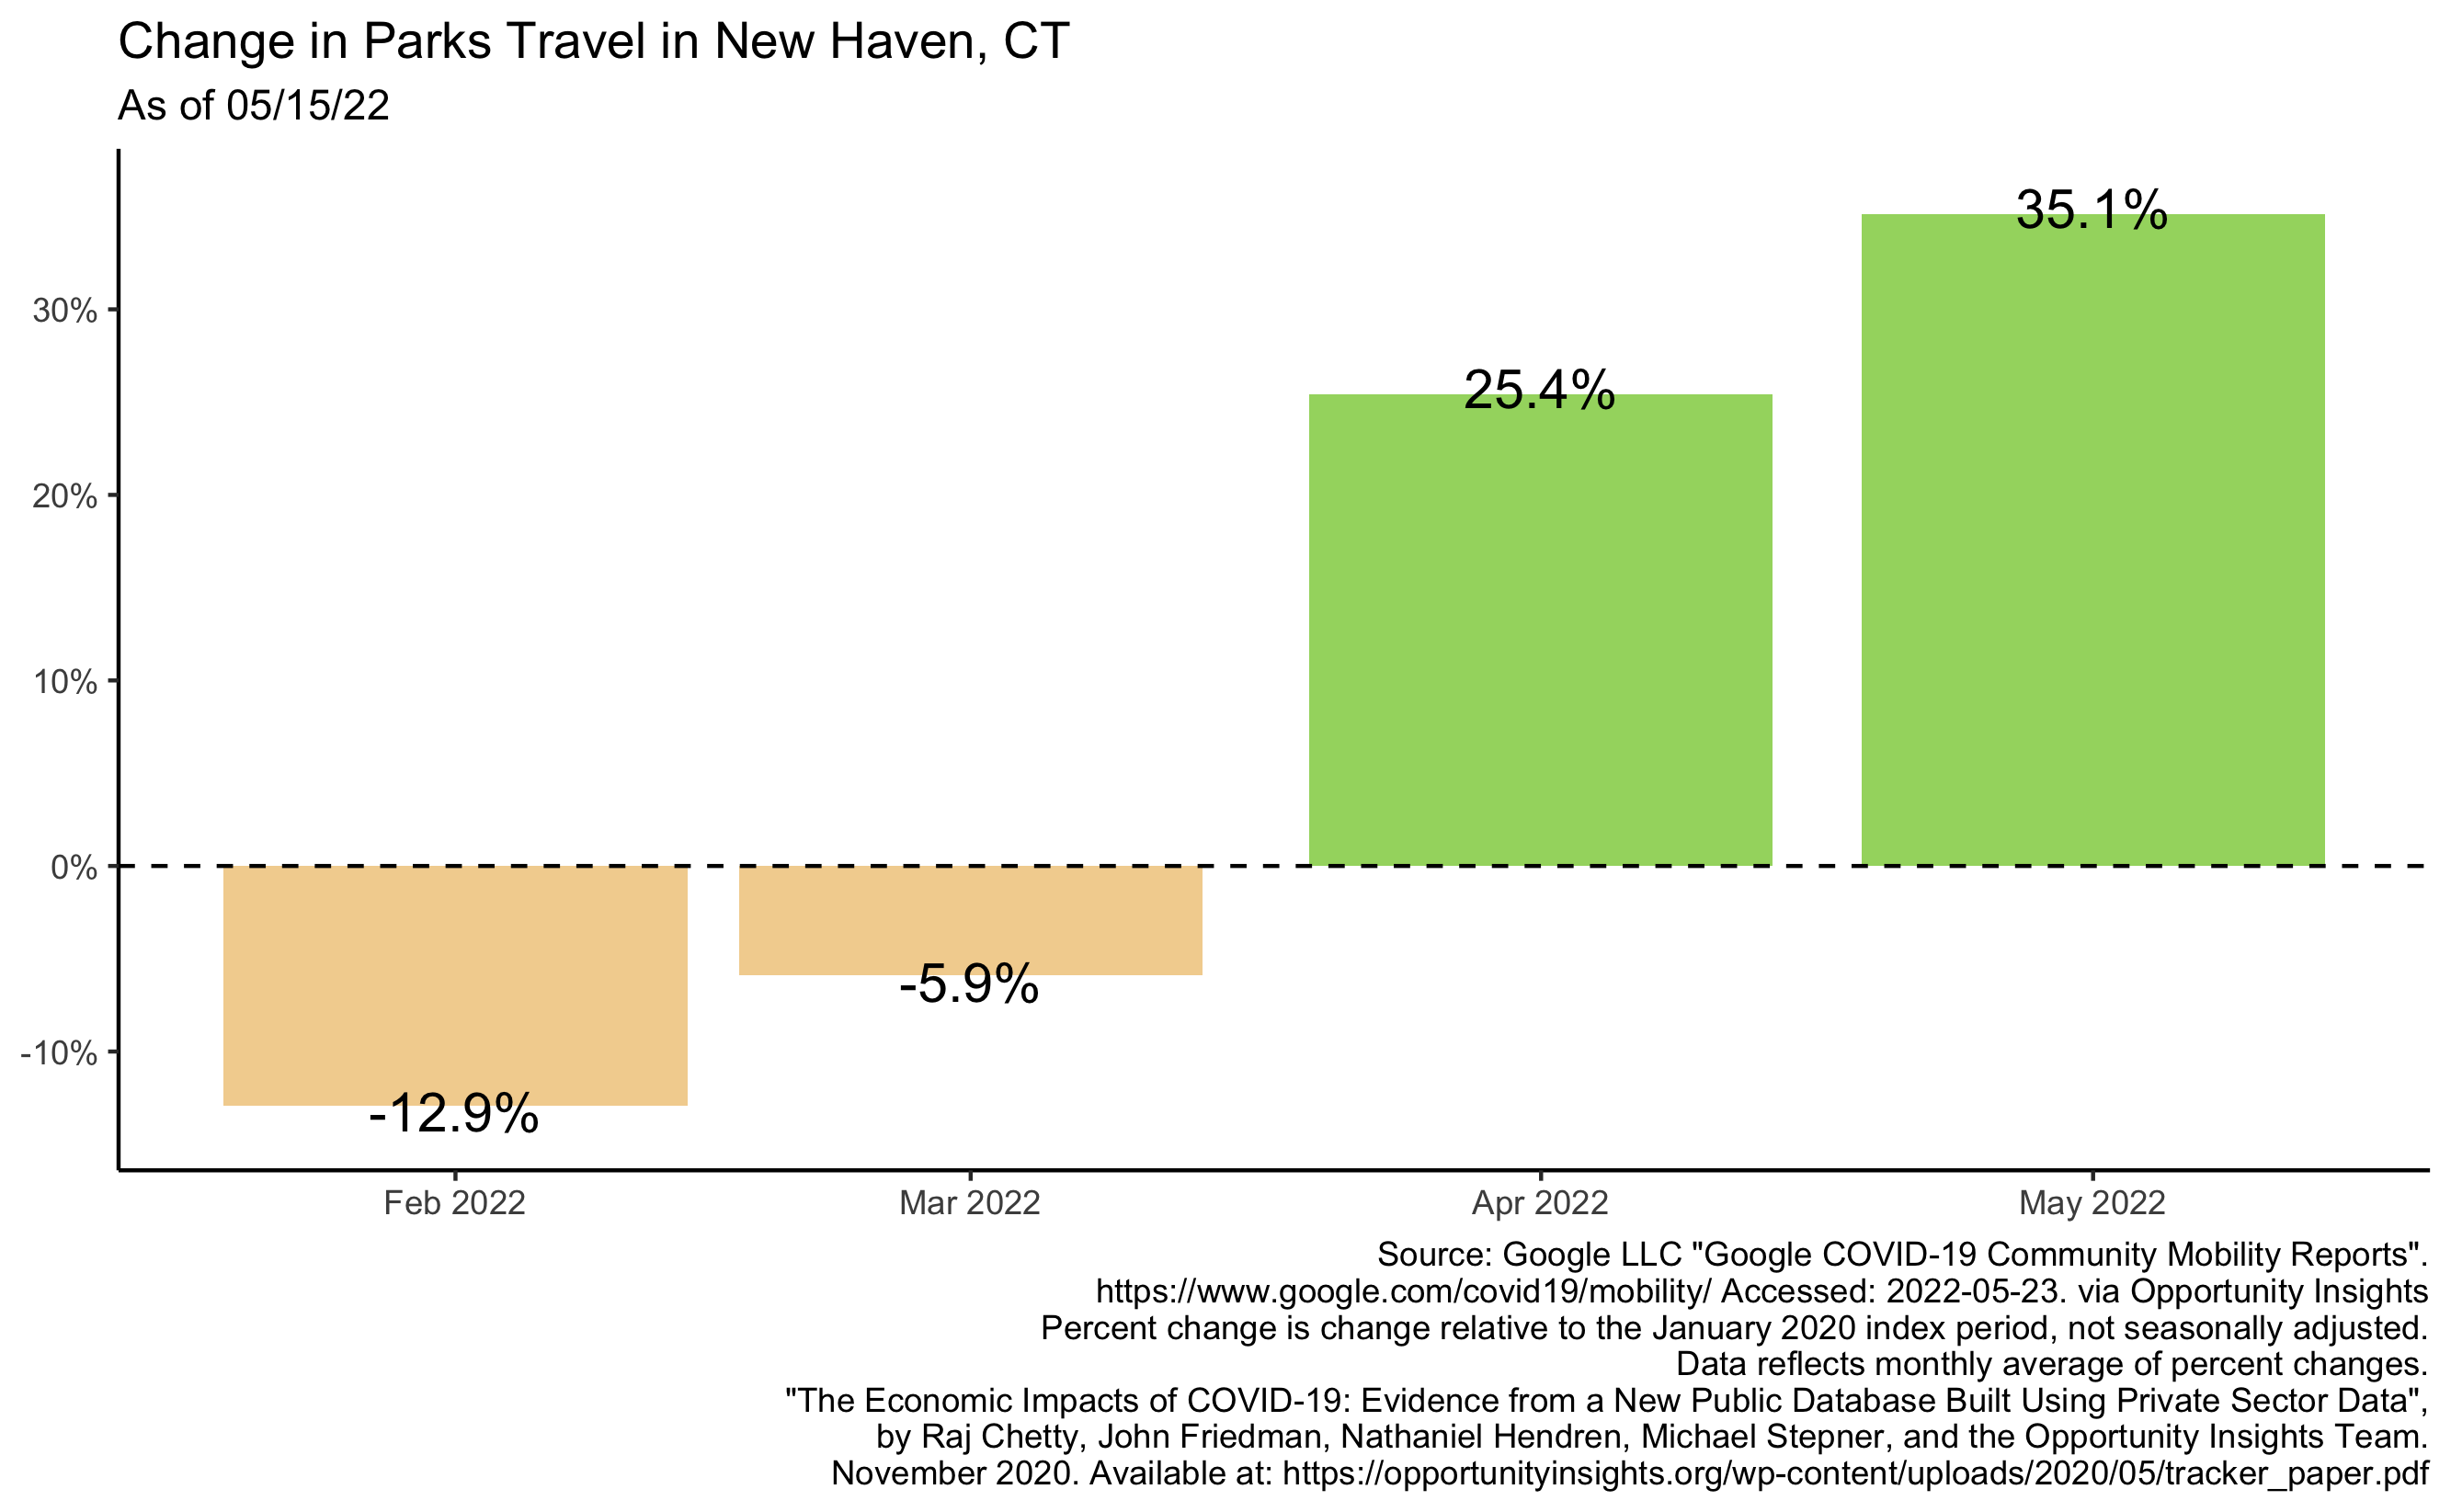 Change in Parks Travel in New Haven, CT
As of 05/15/22
35.1%
30%
25.4%
20%
10%
0%
-5.9%
-10%
-12.9%
Feb 2022
Mar 2022
Apr 2022
May 2022
Source: Google LLC "Google COVID-19 Community Mobility Reports".
https://www.google.com/covid19/mobility/ Accessed: 2022-05-23. via Opportunity Insights
Percent change is change relative to the January 2020 index period, not seasonally adjusted.
Data reflects monthly average of percent changes.
"The Economic Impacts of COVID-19: Evidence from a New Public Database Built Using Private Sector Data",
by Raj Chetty, John Friedman, Nathaniel Hendren, Michael Stepner, and the Opportunity Insights Team.
November 2020. Available at: https://opportunityinsights.org/wp-content/uploads/2020/05/tracker_paper.pdf